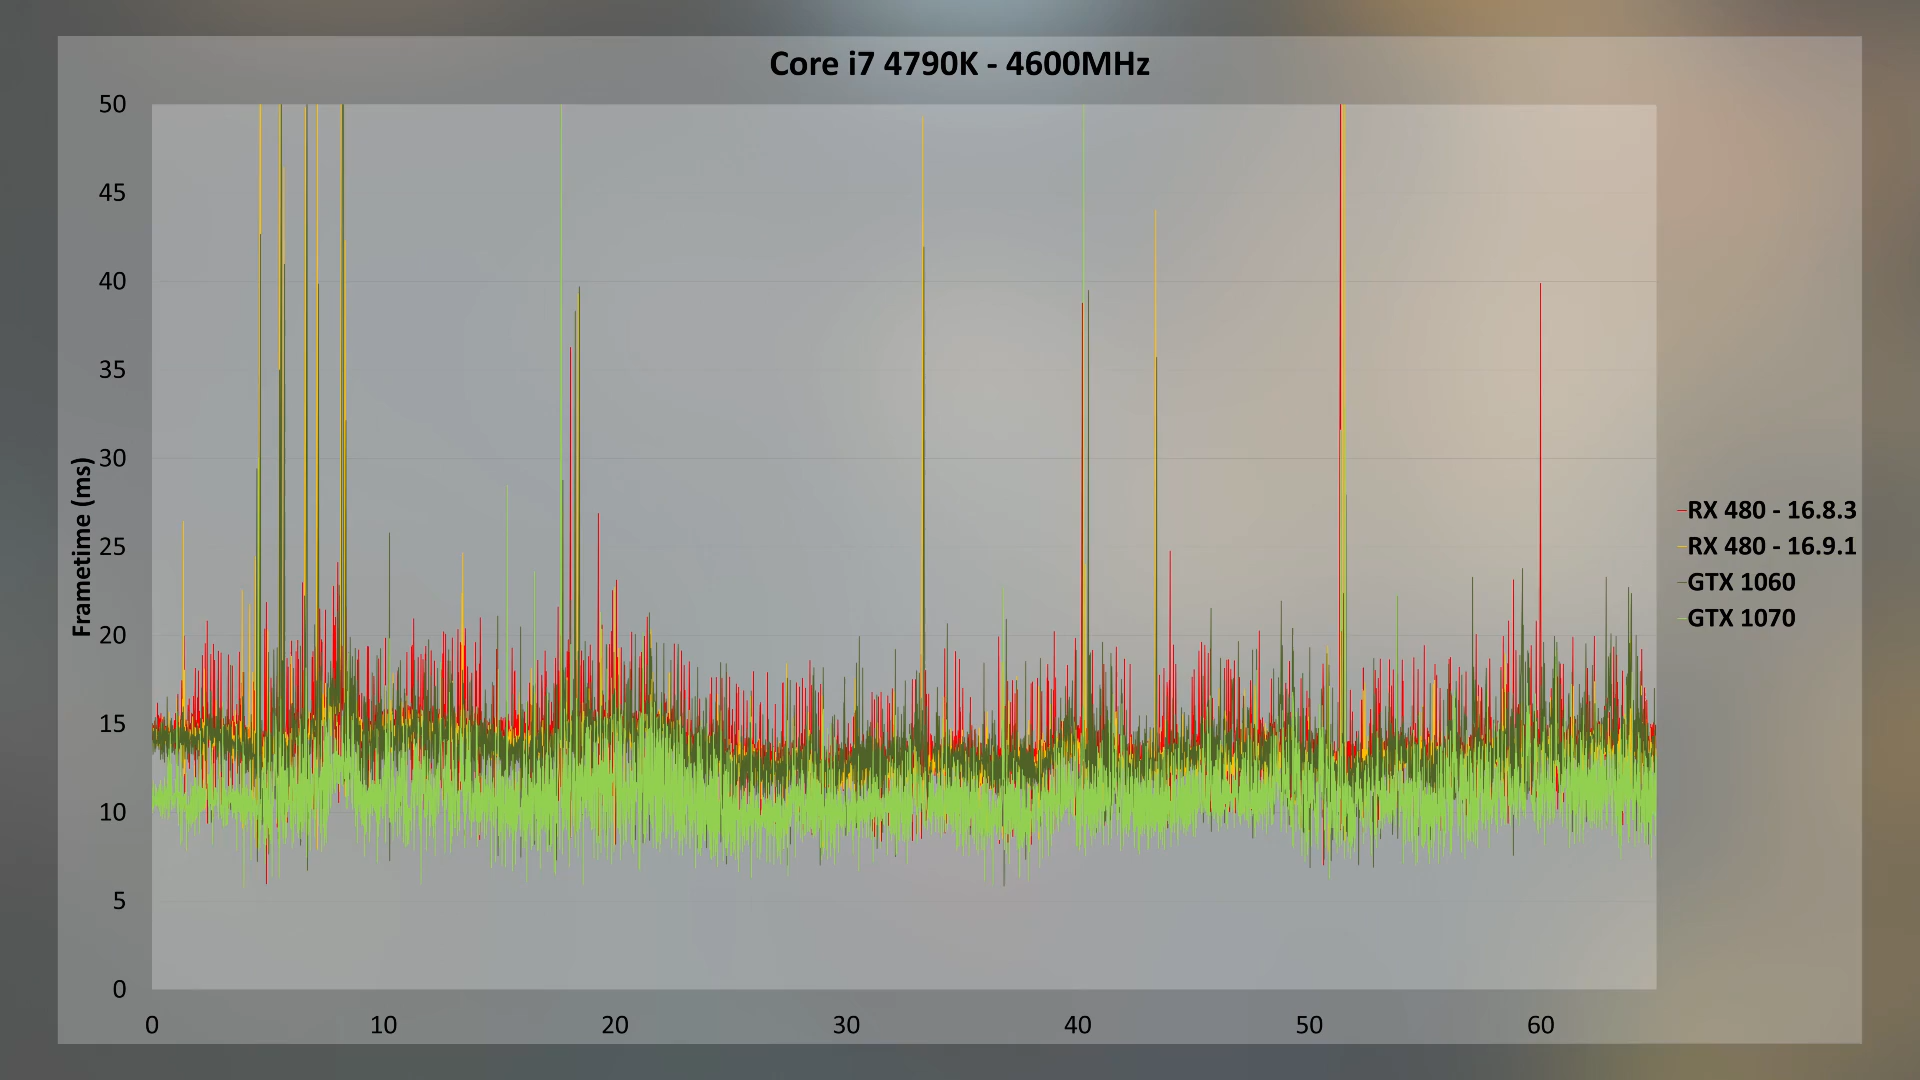 Core i7 4790K - 4600MHz
50
45
40
35
30
25
20
15
10
5
0
Frametime (ms)
0 10 20 30 40 50 60
RX 480 - 16.8.3
RX 480 - 16.9.1
GTX 1060
GTX 1070